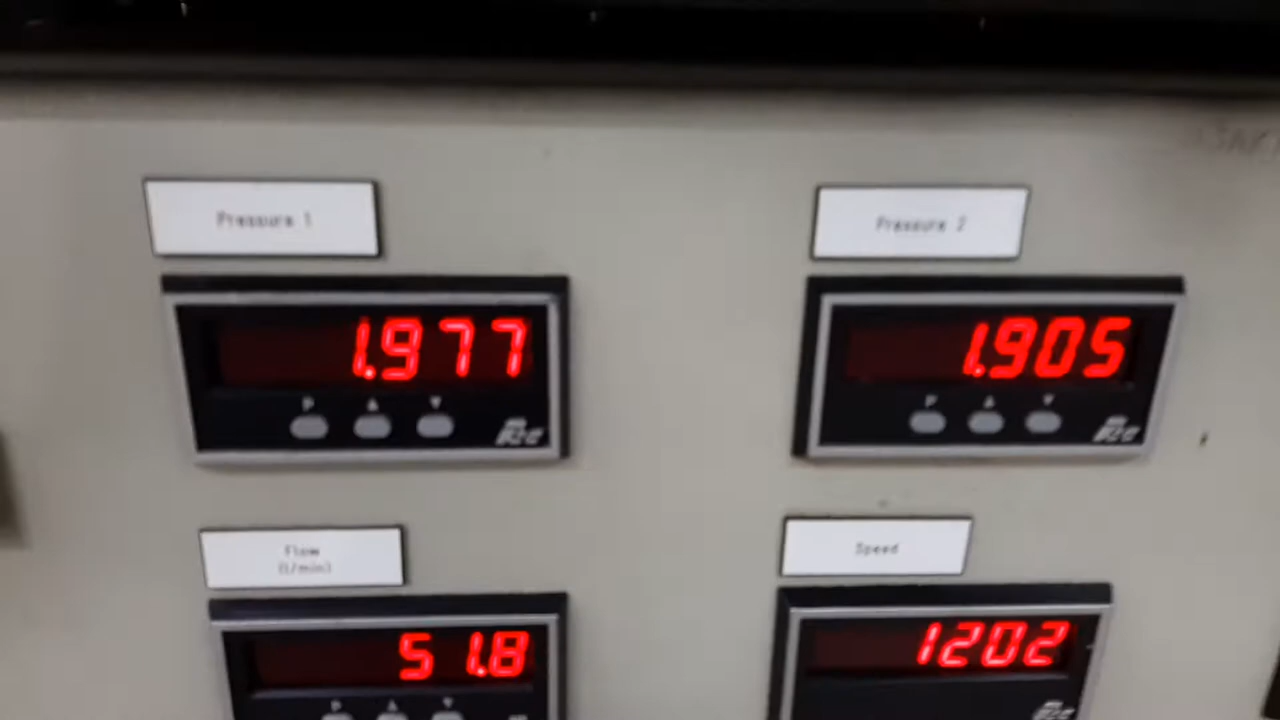 Pressure 1
Pressure 2
1.977
1.905
P
P
Flow
(l/min)
Speed
51.8
1202
P